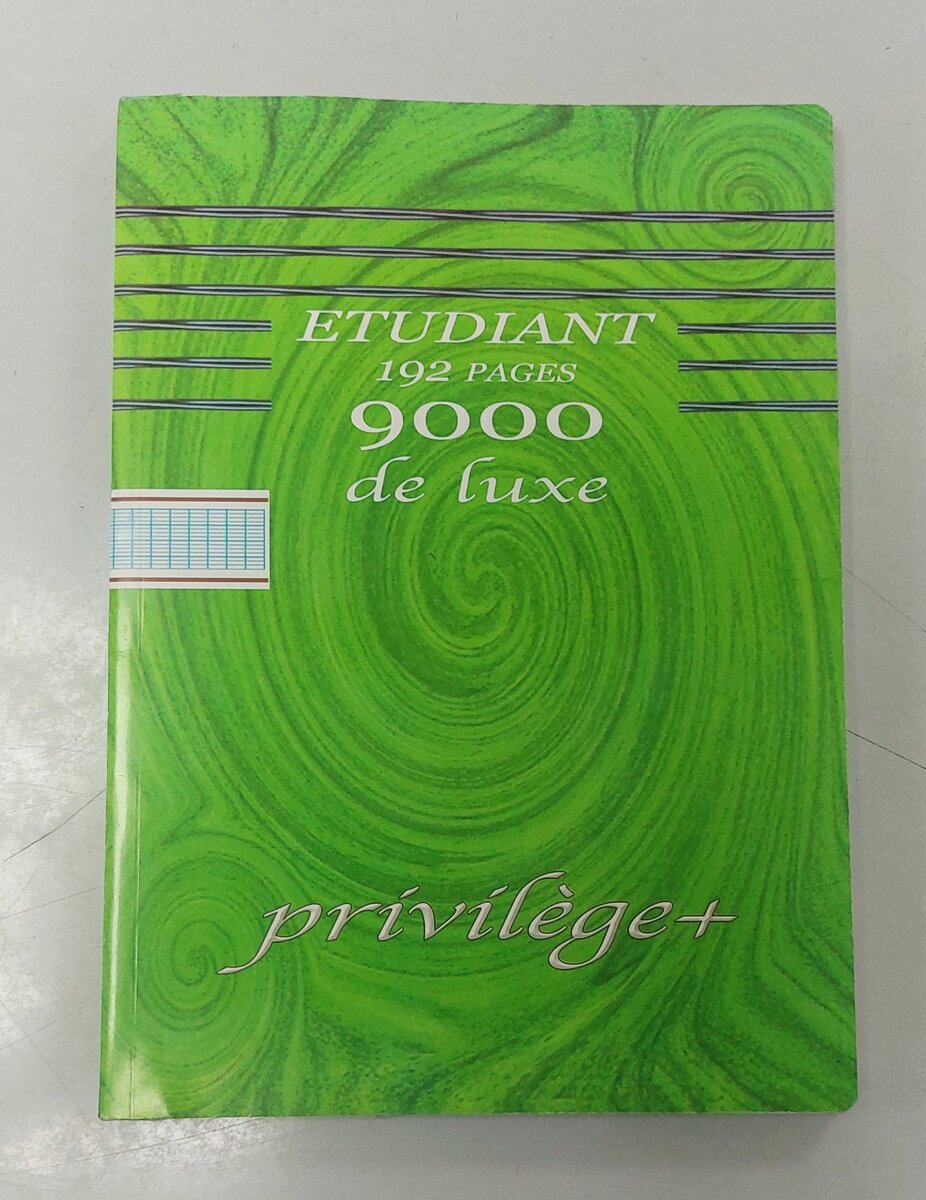 ETUDIANT
192 PAGES
9000
de luxe
privilège+